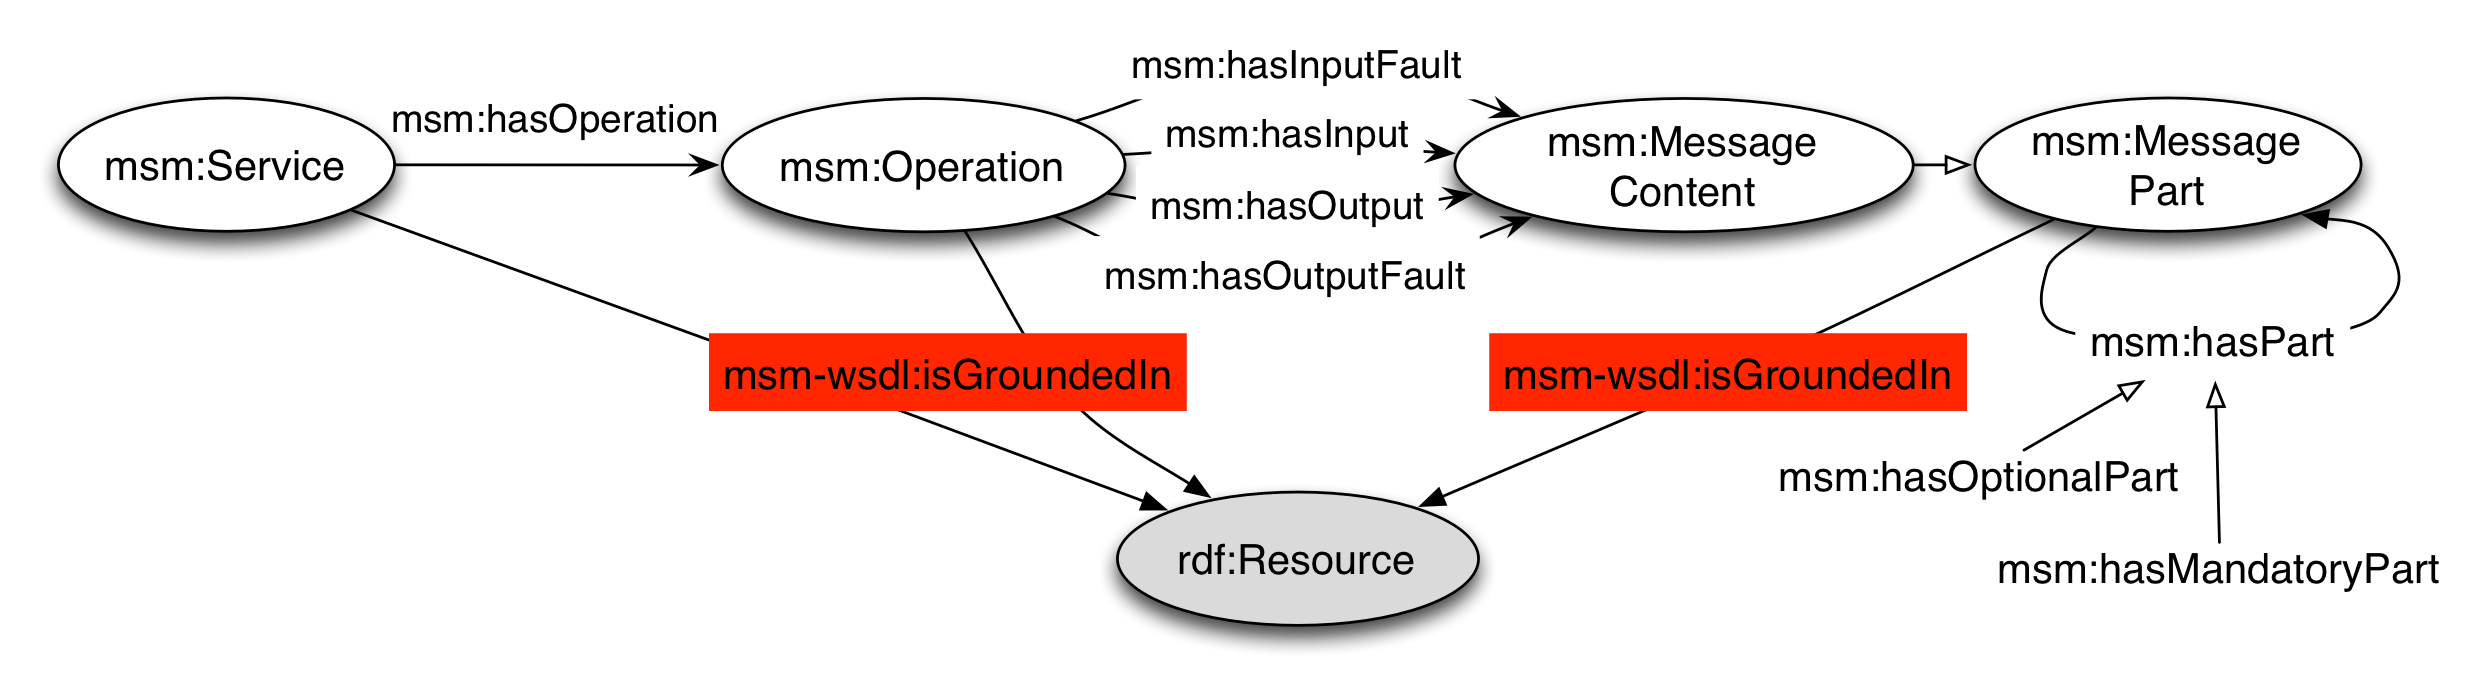 msm:hasInputFault
msm:hasOperation
msm:hasInput
msm:Service
msm:Operation
msm:Message
Content
msm:Message
Part
msm:hasOutput
msm:hasOutputFault
msm:hasPart
msm-wsdl:isGroundedIn
msm-wsdl:isGroundedIn
msm:hasOptionalPart
rdf:Resource
msm:hasMandatoryPart